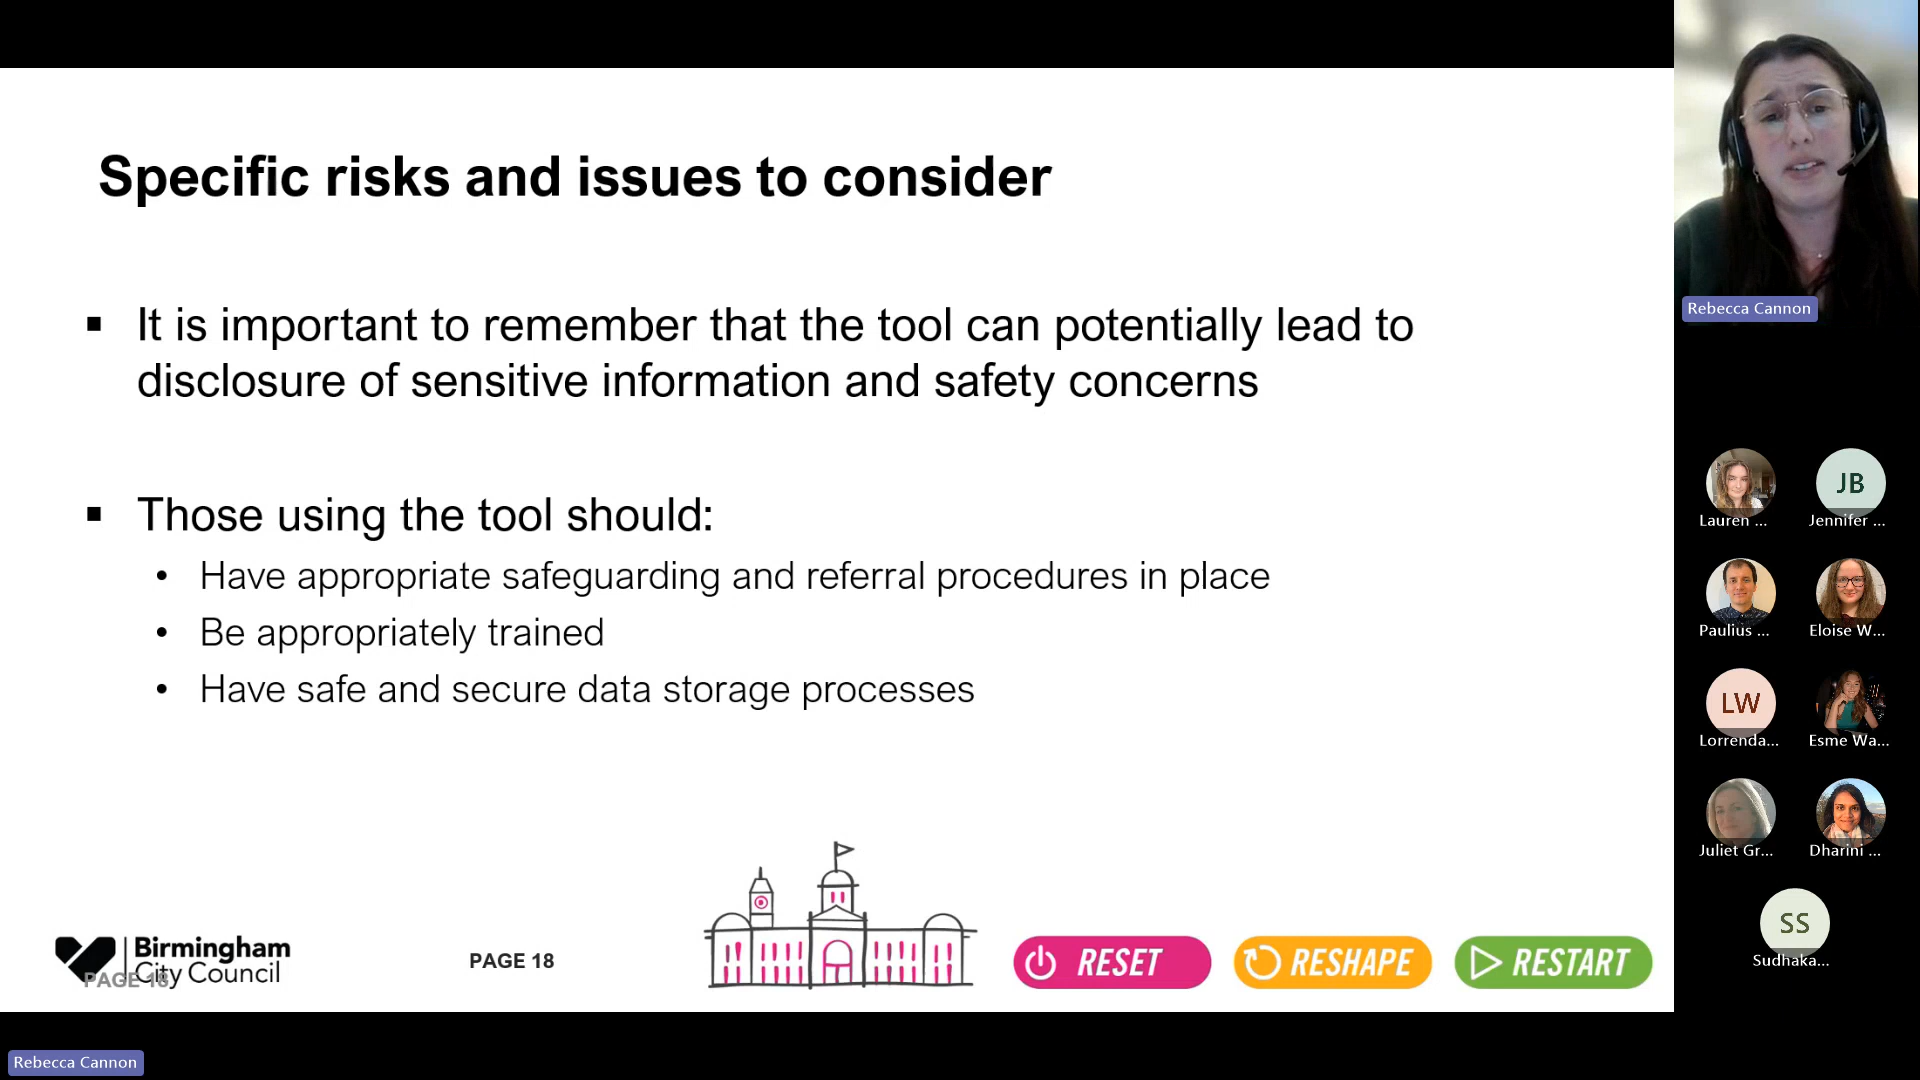 Specific risks and issues to consider
▪ It is important to remember that the tool can potentially lead to
disclosure of sensitive information and safety concerns
▪ Those using the tool should:
• Have appropriate safeguarding and referral procedures in place
• Be appropriately trained
• Have safe and secure data storage processes
Birmingham
City Council
PAGE 18
PAGE 18
RESET
RESHAPE
RESTART
Rebecca Cannon
Lauren ...
JB
Jennifer ...
Paulius ...
Eloise W...
LW
Lorrenda...
Esme Wa...
Juliet Gr...
Dharini ...
SS
Sudhaka...
Rebecca Cannon